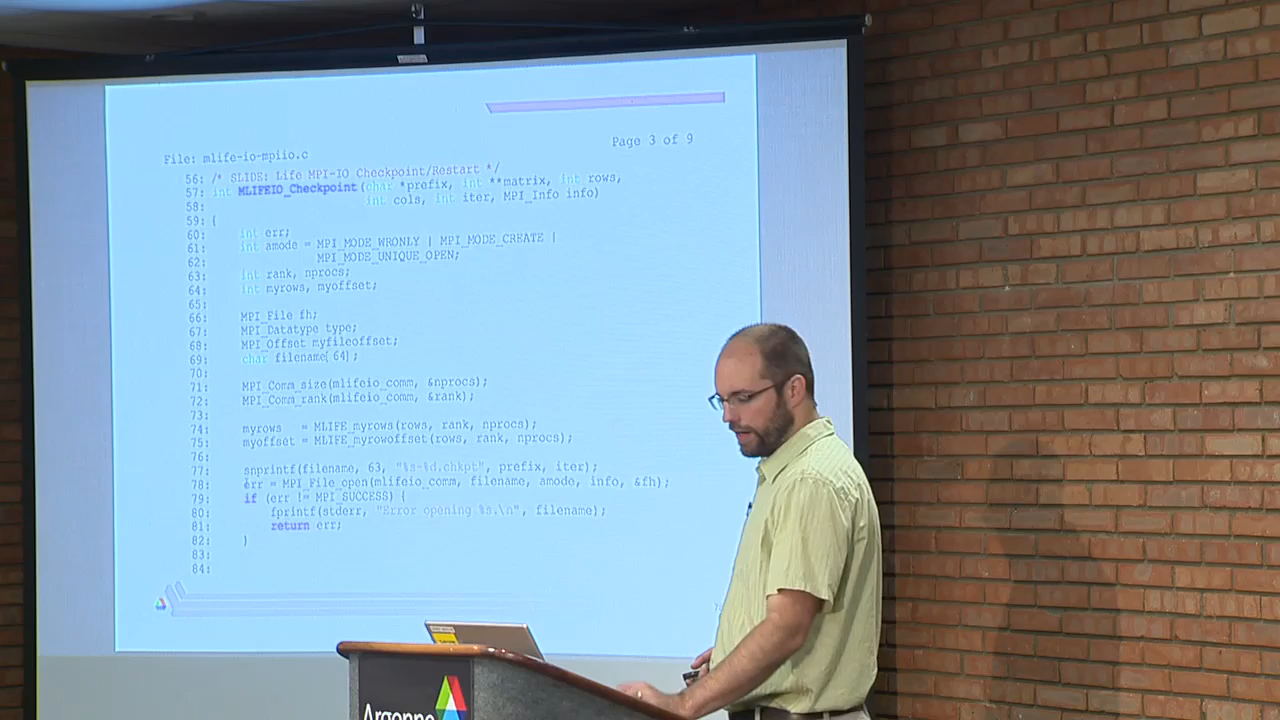 Page 3 of 9
File: mlife-io-mpiio.c
56: /* SLIDE: Life MPI-IO Checkpoint/Restart */
57: int MLIFEIO_Checkpoint(char *prefix, int **matrix, int rows,
58: int cols, int iter, MPI_Info info)
59: {
60: int err;
61: int amode = MPI_MODE_WRONLY | MPI_MODE_CREATE |
62: MPI_MODE_UNIQUE_OPEN;
63: int rank, nprocs;
64: int myrows, myoffset;
65:
66: MPI_File fh;
67: MPI_Datatype type;
68: MPI_Offset myfileoffset;
69: char filename[64];
70:
71: MPI_Comm_size(mlifeio_comm, &nprocs);
72: MPI_Comm_rank(mlifeio_comm, &rank);
73:
74: myrows = MLIFE_myrows(rows, rank, nprocs);
75: myoffset = MLIFE_myrowoffset(rows, rank, nprocs);
76:
77: snprintf(filename, 63, "%s-%d.chkpt", prefix, iter);
78: err = MPI_File_open(mlifeio_comm, filename, amode, info, &fh);
79: if (err != MPI_SUCCESS) {
80: fprintf(stderr, "Error opening %s.\n", filename);
81: return err;
82: }
83:
84:
Argonne